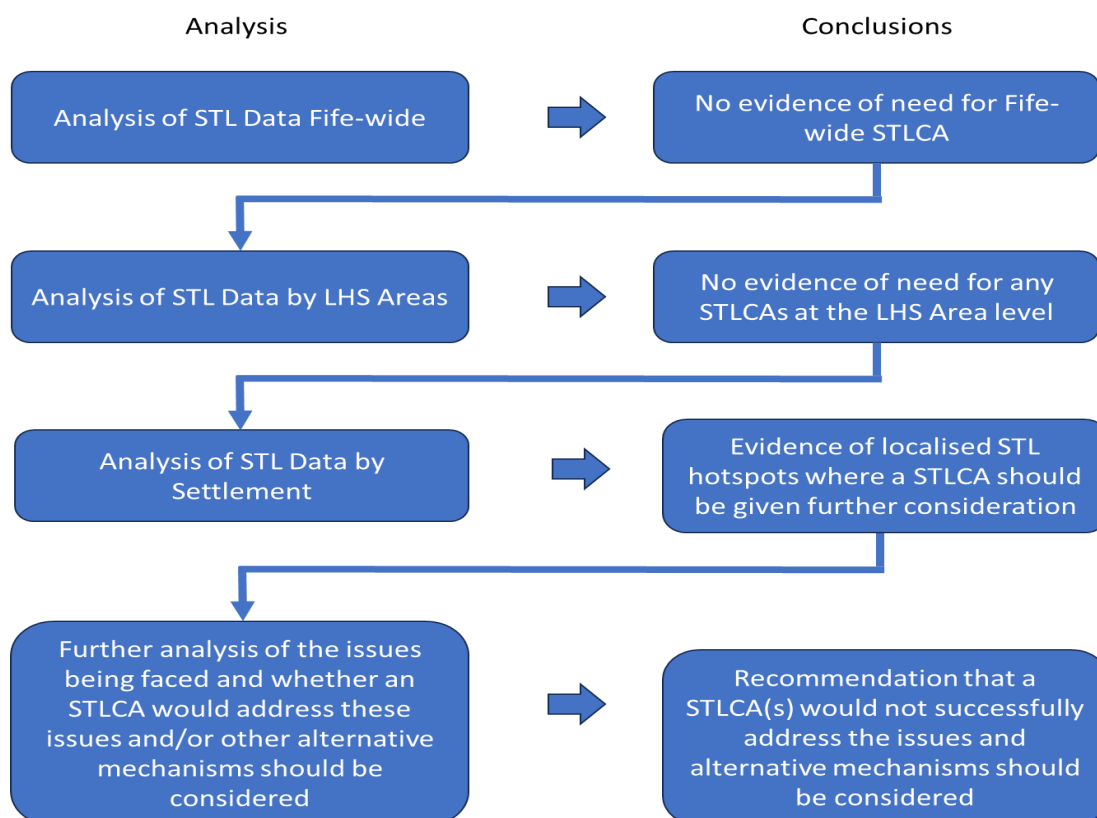 Analysis
Conclusions
Analysis of STL Data Fife-wide
No evidence of need for Fife-
wide STLCA
Analysis of STL Data by LHS Areas
No evidence of need for any
STLCAs at the LHS Area level
Analysis of STL Data by
Settlement
Evidence of localised STL
hotspots where a STLCA should
be given further consideration
Further analysis of the issues
being faced and whether an
STLCA would address these
issues and/or other alternative
mechanisms should be
considered
Recommendation that a
STLCA(s) would not successfully
address the issues and
alternative mechanisms should
be considered